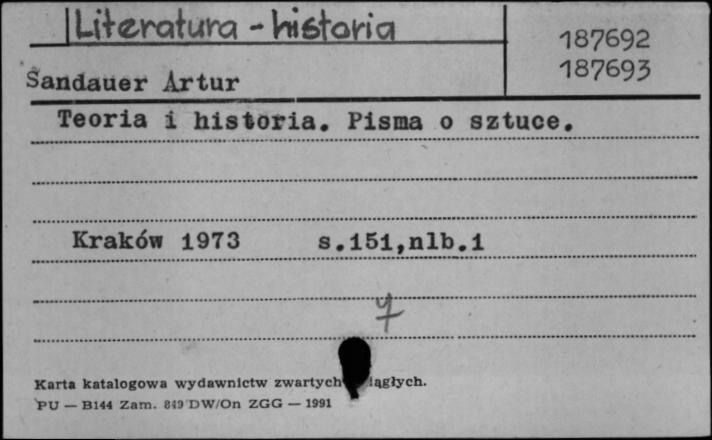 Literatura - historia
187692
187693
Sandauer Artur
Teoria i historia. Pisma o sztuce.
Kraków 1973 s.151,nlb.1
Karta katalogowa wydawnictw zwartych iągłych.
PU — B144 Zam. 849 DW/On ZGG — 1991